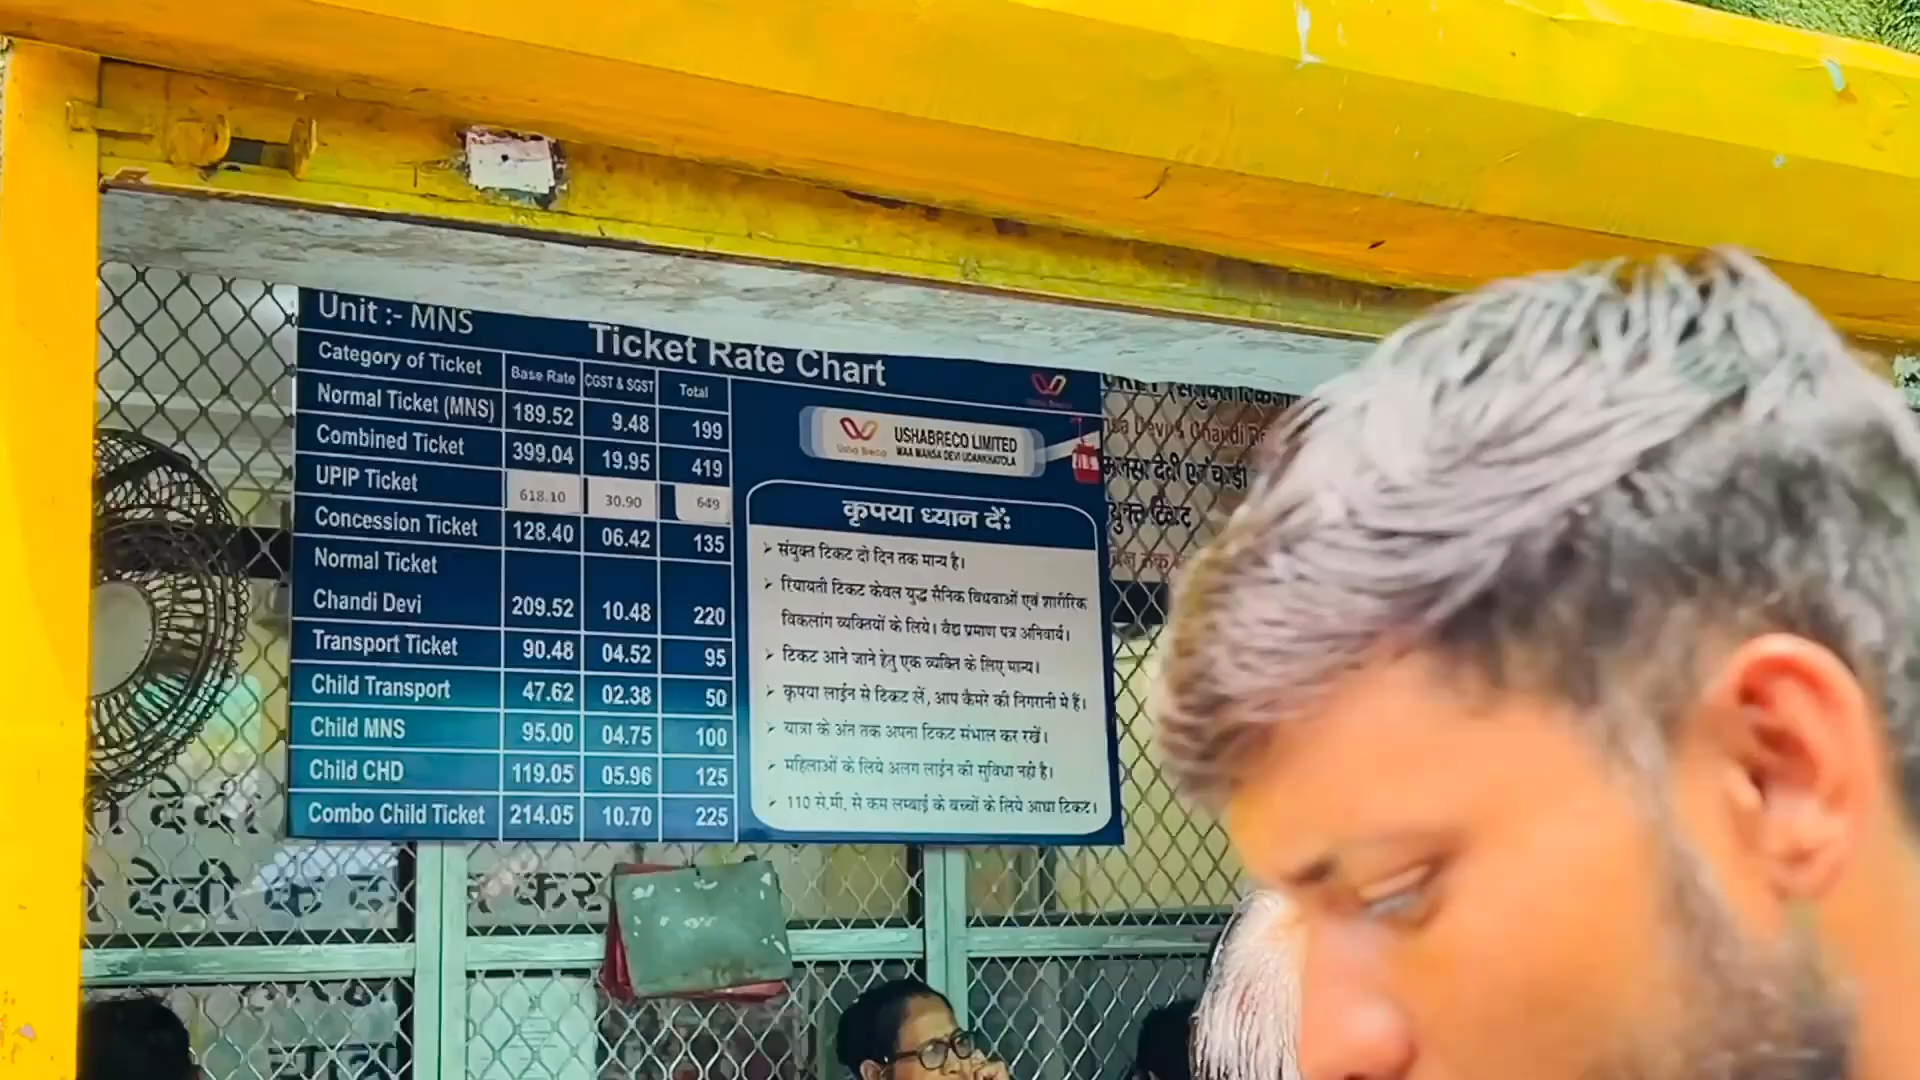 Unit :- MNS
Ticket Rate Chart
Category of Ticket Base Rate CGST & SGST Total
Normal Ticket (MNS) 189.52 9.48 199
Combined Ticket 399.04 19.95 419
UPIP Ticket 618.10 30.90 649
Concession Ticket 128.40 06.42 135
Normal Ticket
Chandi Devi 209.52 10.48 220
Transport Ticket 90.48 04.52 95
Child Transport 47.62 02.38 50
Child MNS 95.00 04.75 100
Child CHD 119.05 05.96 125
Combo Child Ticket 214.05 10.70 225
Usha Breco
USHABRECO LIMITED
MAA MANSA DEVI UDANKHATOLA
कृपया ध्यान देंः
संयुक्त टिकट दो दिन तक मान्य है।
रियायती टिकट केवल युद्ध सैनिक विधवाओं एवं शारीरिक
विकलांग व्यक्तियों के लिये। वैद्य प्रमाण पत्र अनिवार्य।
टिकट आने जाने हेतु एक व्यक्ति के लिए मान्य।
कृपया लाईन से टिकट लें, आप कैमरे की निगरानी मे हैं।
यात्रा के अंत तक अपना टिकट संभाल कर रखें।
महिलाओं के लिये अलग लाईन की सुविधा नही है।
110 से.मी. से कम लम्बाई के बच्चों के लिये आधा टिकट।
देवी
देवी के